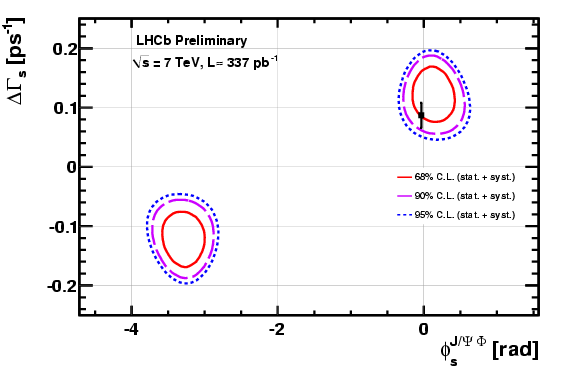 ΔΓs [ps-1]
LHCb Preliminary
√s = 7 TeV, L= 337 pb-1
0.2
0.1
0
-0.1
-0.2
68% C.L. (stat. + syst.)
90% C.L. (stat. + syst.)
95% C.L. (stat. + syst.)
-4 -2 0
ϕs J/Ψ Φ [rad]